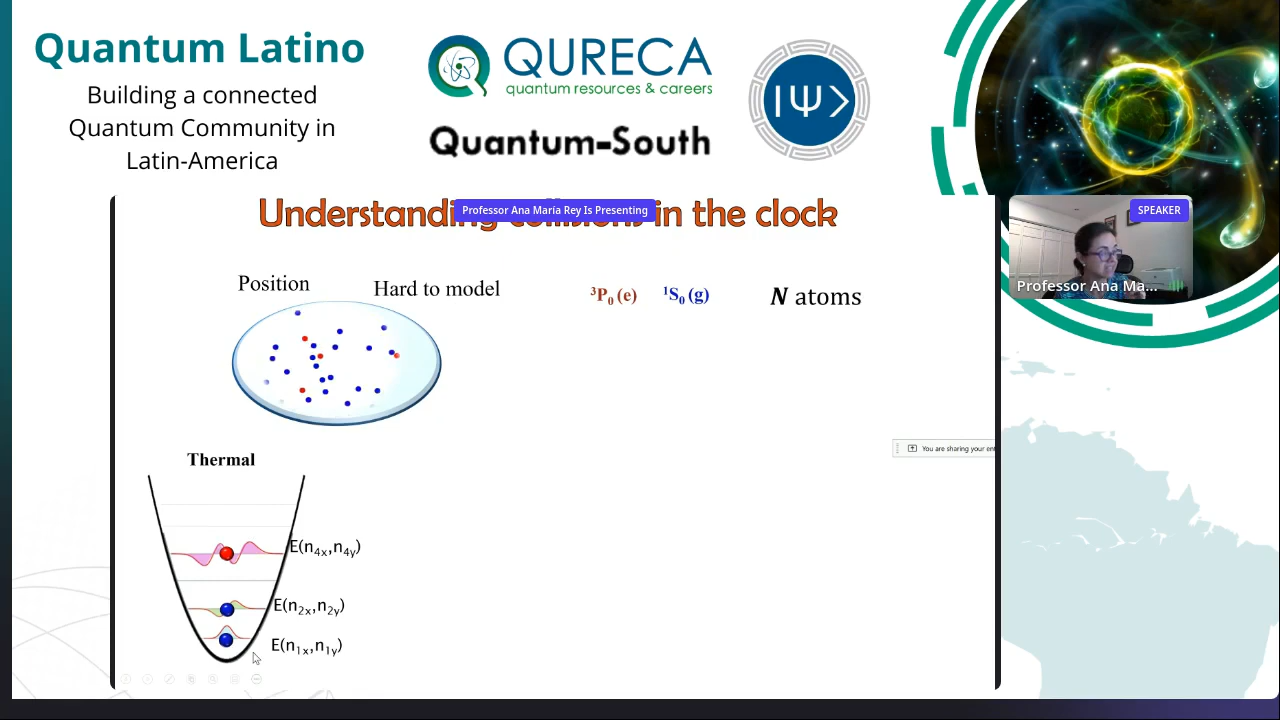 Quantum Latino
Building a connected
Quantum Community in
Latin-America
QURECA
quantum resources & careers
Quantum-South
|Ψ>
Understanding collisions in the clock
Professor Ana María Rey Is Presenting
SPEAKER
Professor Ana Ma...
Position
Hard to model
³P₀ (e)
¹S₀ (g)
N atoms
You are sharing your ent
Thermal
E(n₄ₓ,n₄ᵧ)
E(n₂ₓ,n₂ᵧ)
E(n₁ₓ,n₁ᵧ)